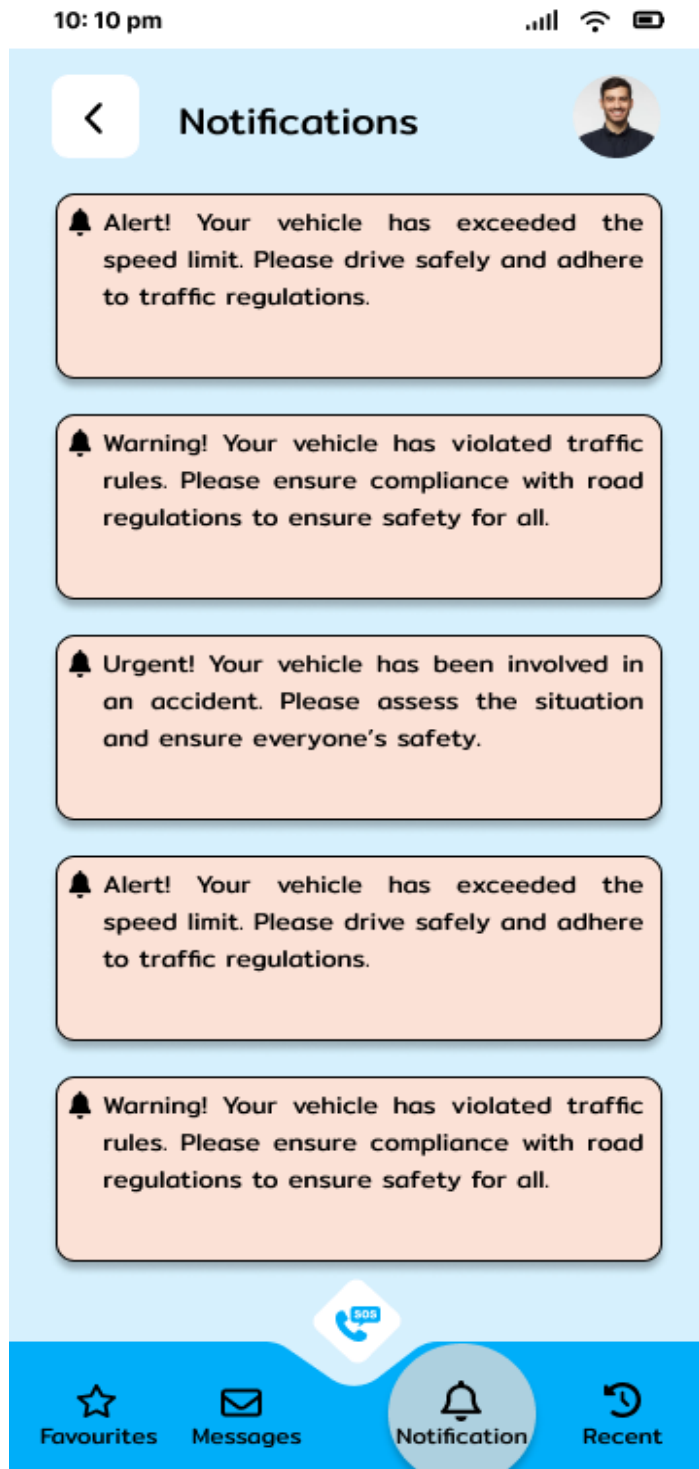 10: 10 pm
Notifications
Alert! Your vehicle has exceeded the
speed limit. Please drive safely and adhere
to traffic regulations.
Warning! Your vehicle has violated traffic
rules. Please ensure compliance with road
regulations to ensure safety for all.
Urgent! Your vehicle has been involved in
an accident. Please assess the situation
and ensure everyone’s safety.
Alert! Your vehicle has exceeded the
speed limit. Please drive safely and adhere
to traffic regulations.
Warning! Your vehicle has violated traffic
rules. Please ensure compliance with road
regulations to ensure safety for all.
SOS
Favourites Messages Notification Recent